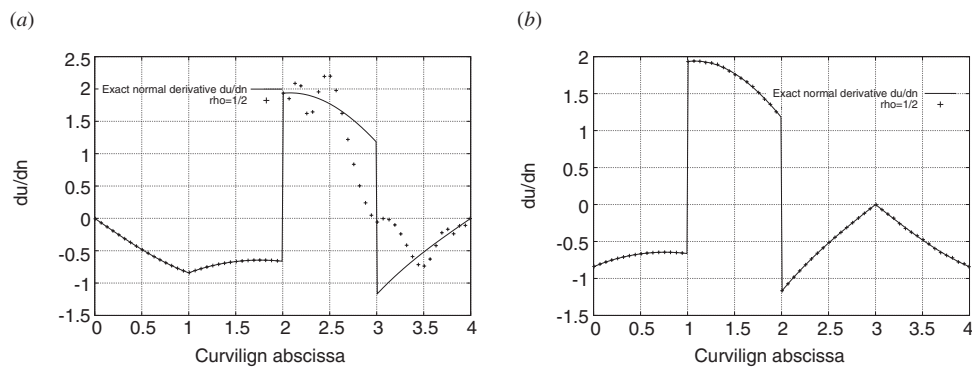 (a)
2.5
2
1.5
1
0.5
0
-0.5
-1
-1.5
0 0.5 1 1.5 2 2.5 3 3.5 4
du/dn
Curvilign abscissa
Exact normal derivative du/dn
rho=1/2
(b)
2
1.5
1
0.5
0
-0.5
-1
-1.5
0 0.5 1 1.5 2 2.5 3 3.5 4
du/dn
Curvilign abscissa
Exact normal derivative du/dn
rho=1/2